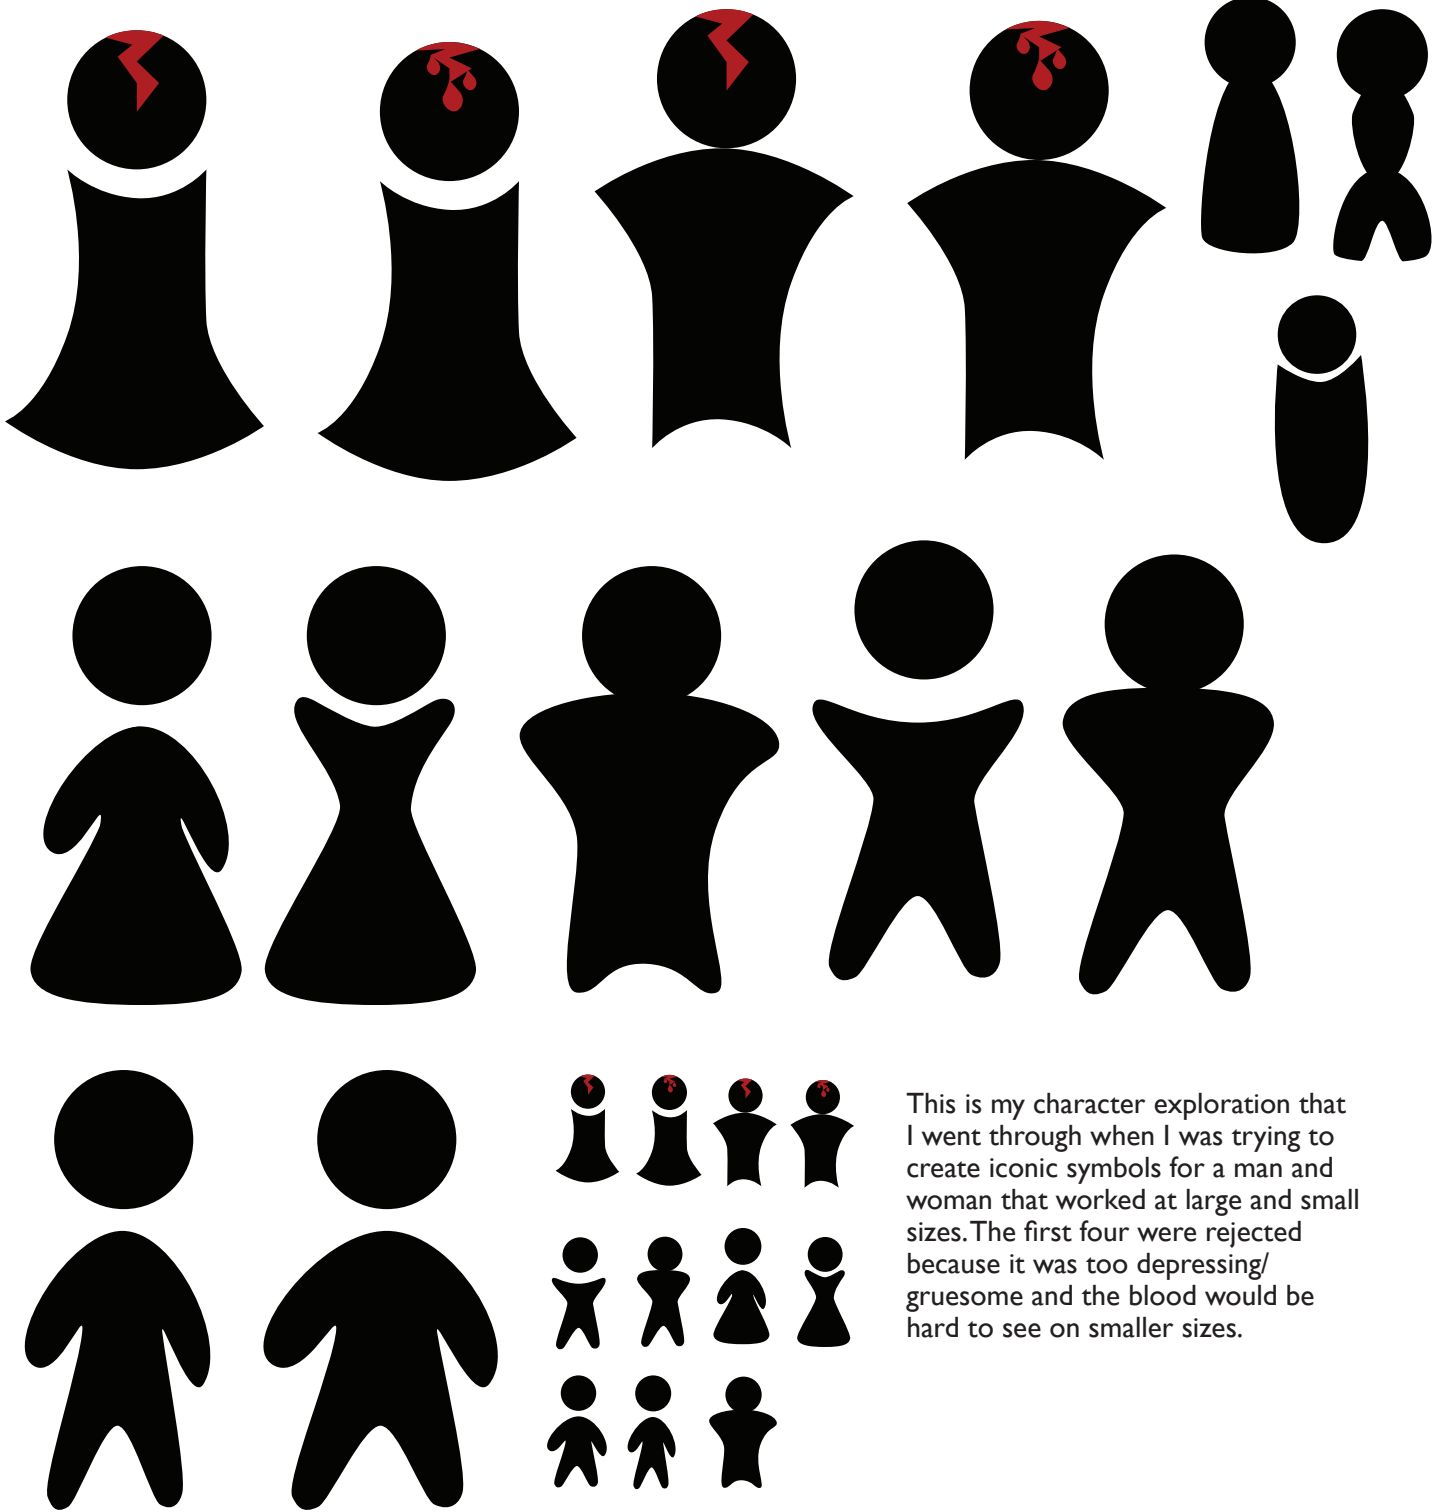 This is my character exploration that
I went through when I was trying to
create iconic symbols for a man and
woman that worked at large and small
sizes. The first four were rejected
because it was too depressing/
gruesome and the blood would be
hard to see on smaller sizes.